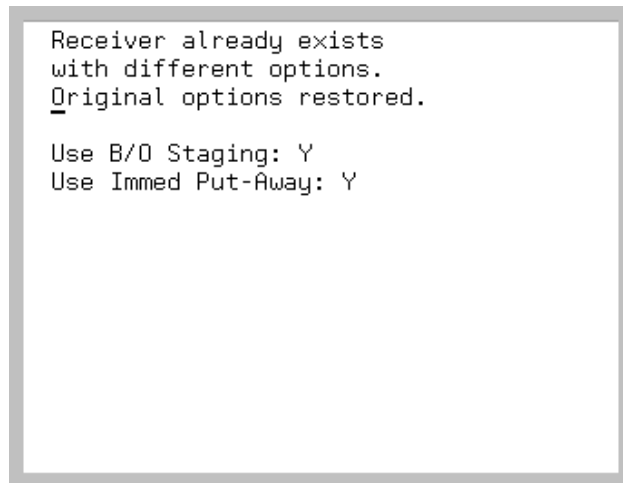 Receiver already exists
with different options.
Original options restored.
Use B/O Staging: Y
Use Immed Put-Away: Y